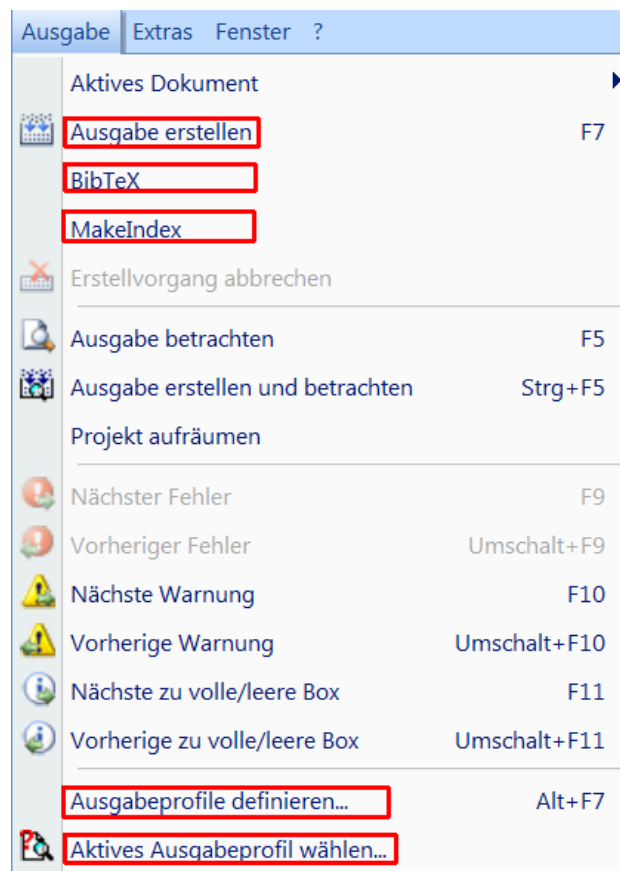 Ausgabe Extras Fenster ?
Aktives Dokument
Ausgabe erstellen F7
BibTeX
MakeIndex
Erstellvorgang abbrechen
Ausgabe betrachten F5
Ausgabe erstellen und betrachten Strg+F5
Projekt aufräumen
Nächster Fehler F9
Vorheriger Fehler Umschalt+F9
Nächste Warnung F10
Vorherige Warnung Umschalt+F10
Nächste zu volle/leere Box F11
Vorherige zu volle/leere Box Umschalt+F11
Ausgabeprofile definieren... Alt+F7
Aktives Ausgabeprofil wählen...